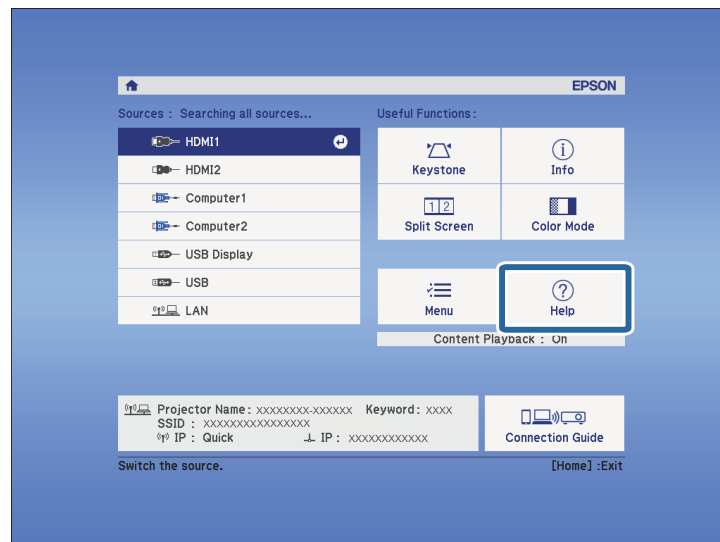 EPSON
Sources : Searching all sources...
Useful Functions :
HDMI1
HDMI2
Computer1
Computer2
USB Display
USB
LAN
Keystone
Info
1 2
Split Screen
Color Mode
Menu
? Help
Content Playback : On
Projector Name : XXXXXXXX-XXXXXX Keyword : XXXX
SSID : XXXXXXXXXXXXXXXX
IP : Quick IP : XXXXXXXXXXXX
Connection Guide
Switch the source.
[Home] :Exit